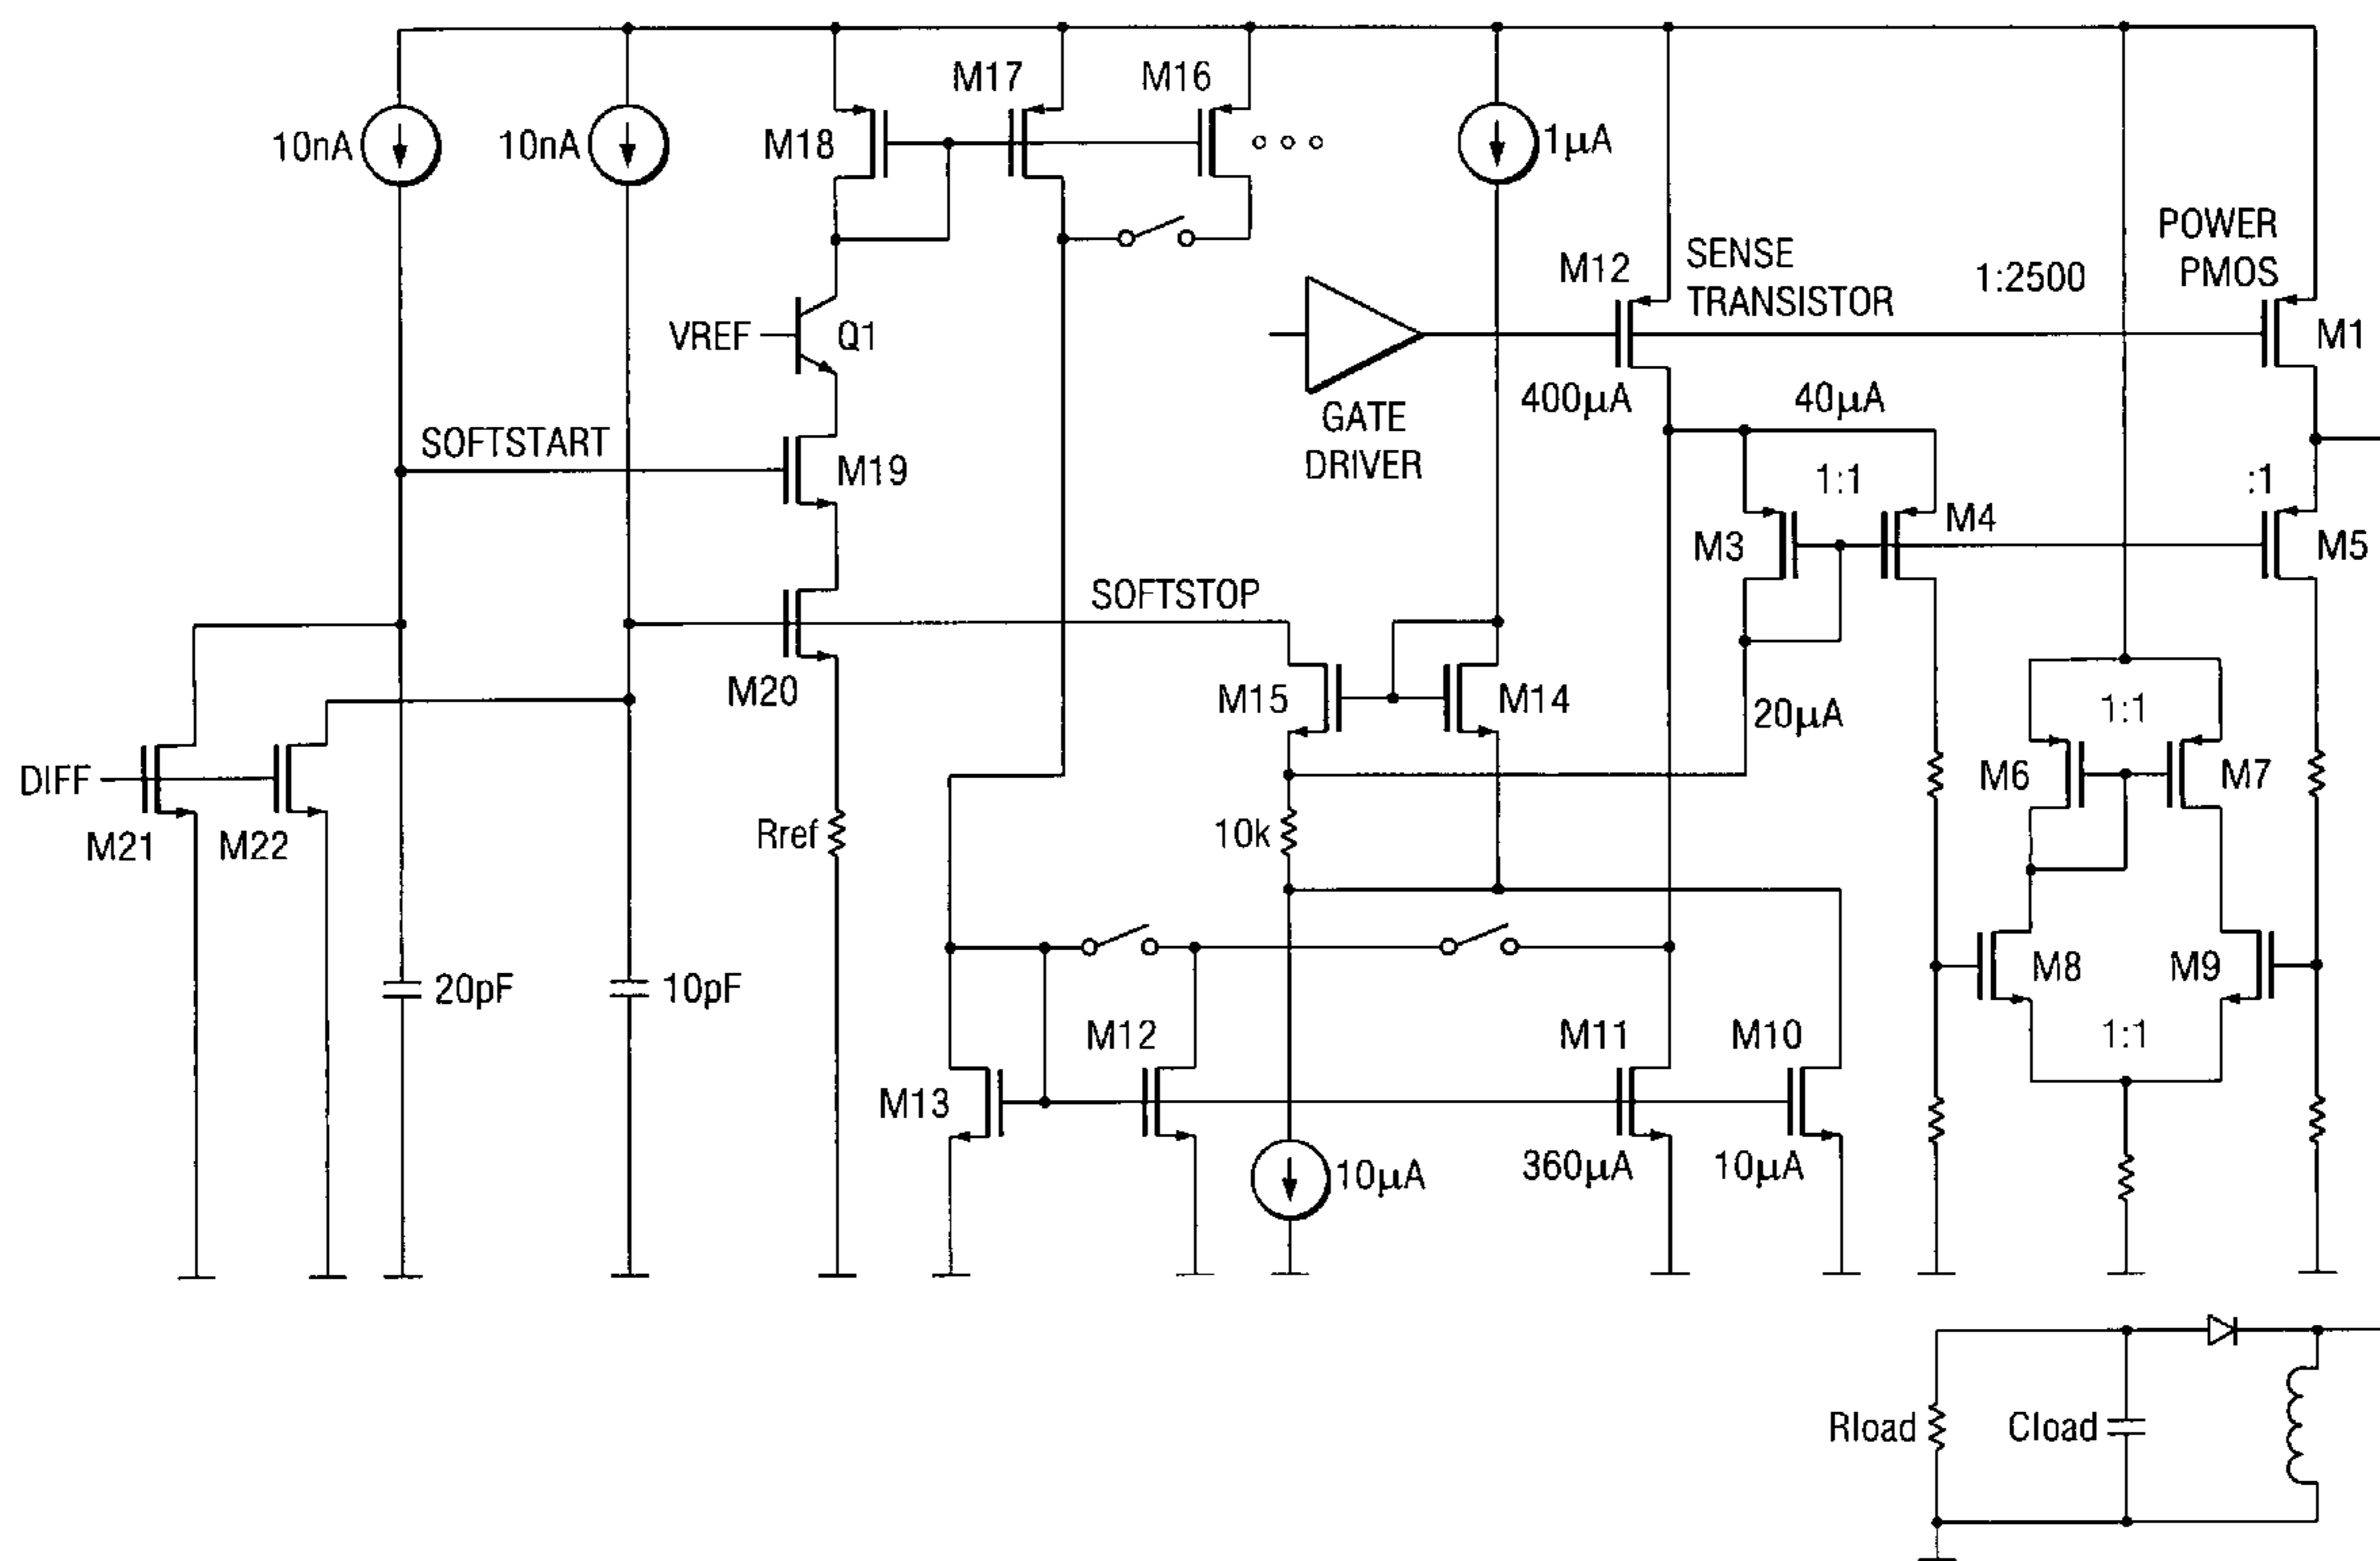 M17
M16
10nA
10nA
M18
1µA
POWER
PMOS
M12
SENSE
TRANSISTOR
1:2500
VREF
Q1
M1
GATE
DRIVER
400µA
40µA
SOFTSTART
M19
1:1
:1
M3
M4
M5
SOFTSTOP
M20
M15
M14
20µA
1:1
DIFF
M6
M7
M21
M22
Rref
10k
20pF
10pF
M8
M9
M12
M11
M10
1:1
M13
10µA
360µA
10µA
Rload
Cload